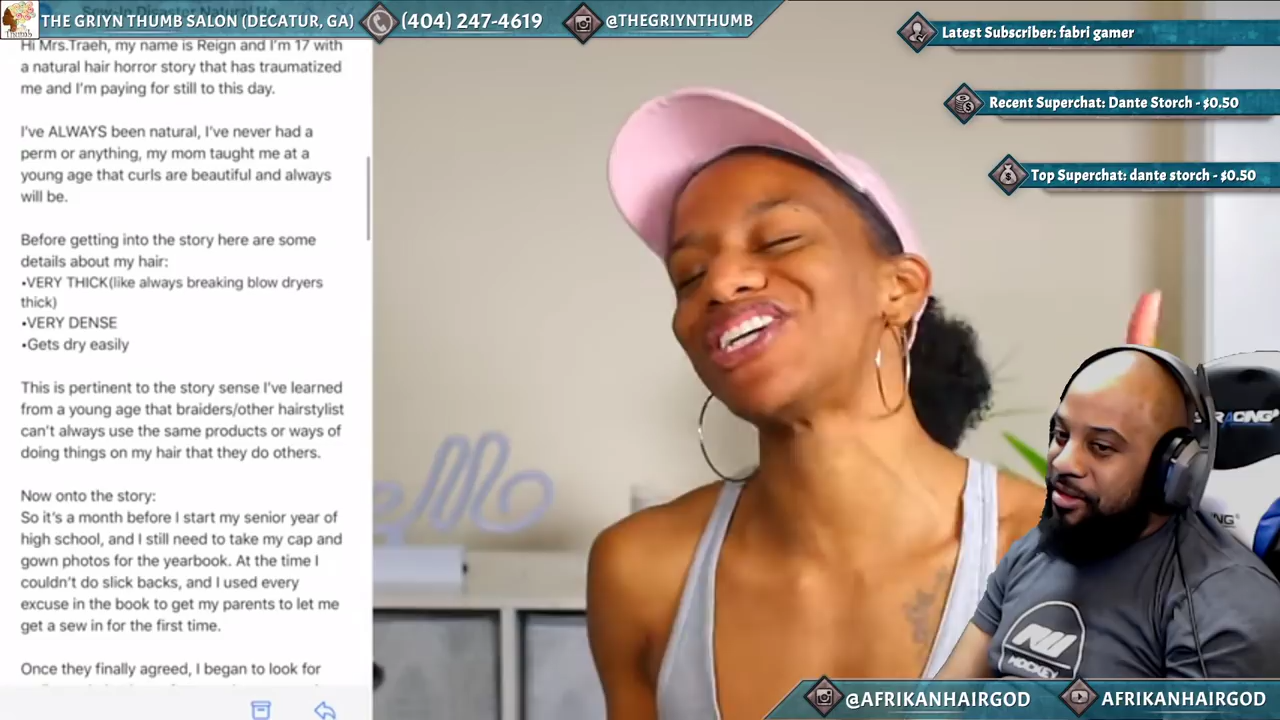 THE GRIYN THUMB SALON (DECATUR, GA)
(404) 247-4619
@THEGRIYNTHUMB
Latest Subscriber: fabri gamer
Recent Superchat: Dante Storch - $0.50
Top Superchat: dante storch - $0.50
Hi Mrs.Traeh, my name is Reign and I'm 17 with
a natural hair horror story that has traumatized
me and I'm paying for still to this day.
I've ALWAYS been natural, I've never had a
perm or anything, my mom taught me at a
young age that curls are beautiful and always
will be.
Before getting into the story here are some
details about my hair:
•VERY THICK(like always breaking blow dryers
thick)
•VERY DENSE
•Gets dry easily
This is pertinent to the story sense I've learned
from a young age that braiders/other hairstylist
can't always use the same products or ways of
doing things on my hair that they do others.
Now onto the story:
So it's a month before I start my senior year of
high school, and I still need to take my cap and
gown photos for the yearbook. At the time I
couldn't do slick backs, and I used every
excuse in the book to get my parents to let me
get a sew in for the first time.
Once they finally agreed, I began to look for
HOCKEY
@AFRIKANHAIRGOD
AFRIKANHAIRGOD